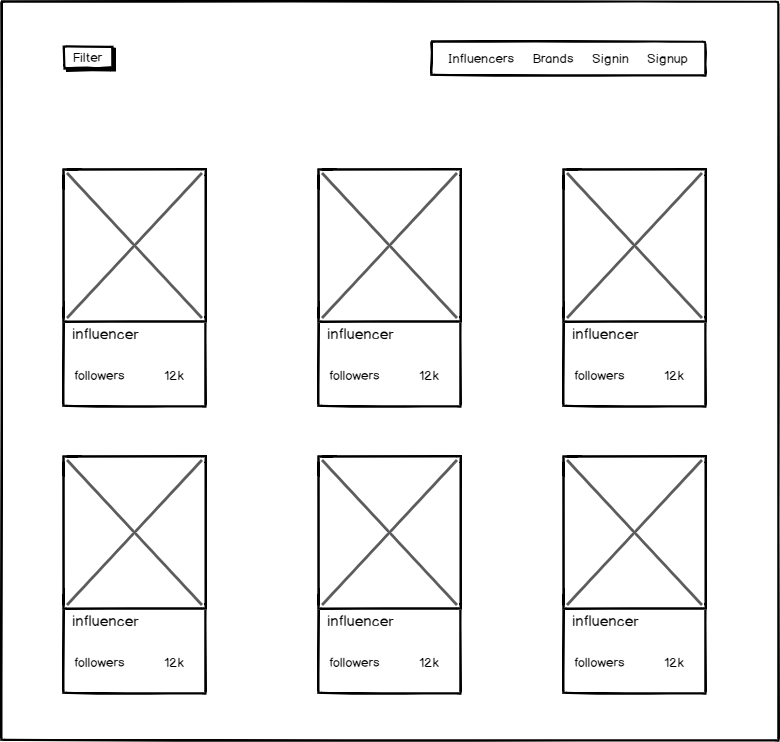 Filter
Influencers Brands Signin Signup
influencer influencer influencer
followers 12k followers 12k followers 12k
influencer influencer influencer
followers 12k followers 12k followers 12k